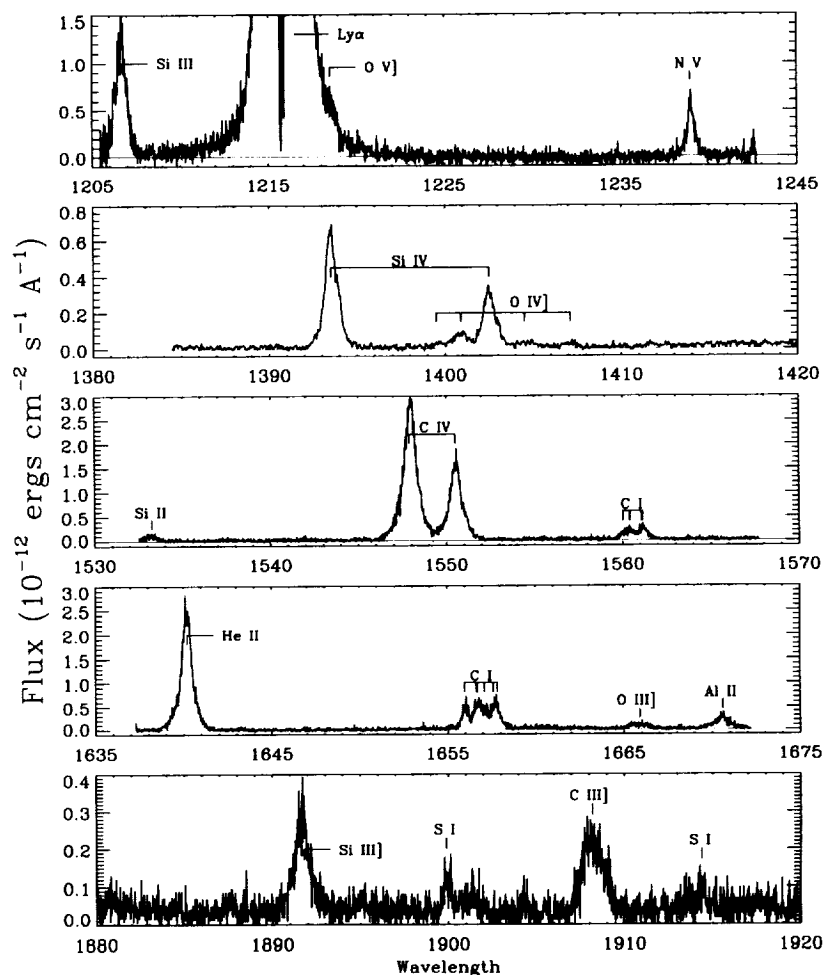 Flux (10⁻¹² ergs cm⁻² s⁻¹ A⁻¹)
1.5
1.0
0.5
0.0
Si III
Lyα
O V]
N V
1205 1215 1225 1235 1245
0.8
0.6
0.4
0.2
0.0
Si IV
O IV]
1380 1390 1400 1410 1420
3.0
2.5
2.0
1.5
1.0
0.5
0.0
Si II
C IV
C I
1530 1540 1550 1560 1570
3.0
2.5
2.0
1.5
1.0
0.5
0.0
He II
C I
O III]
Al II
1635 1645 1655 1665 1675
0.4
0.3
0.2
0.1
0.0
Si III]
S I
C III]
S I
1880 1890 1900 1910 1920
Wavelength